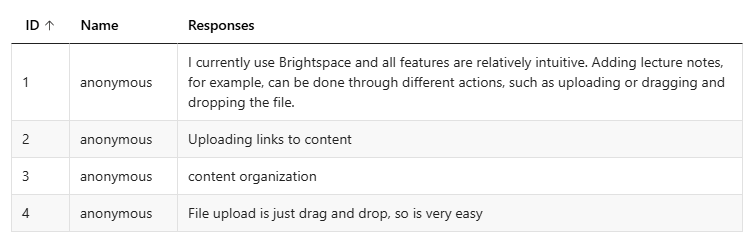 ID ↑ Name Responses
I currently use Brightspace and all features are relatively intuitive. Adding lecture notes,
1 anonymous for example, can be done through different actions, such as uploading or dragging and
dropping the file.
2 anonymous Uploading links to content
3 anonymous content organization
4 anonymous File upload is just drag and drop, so is very easy